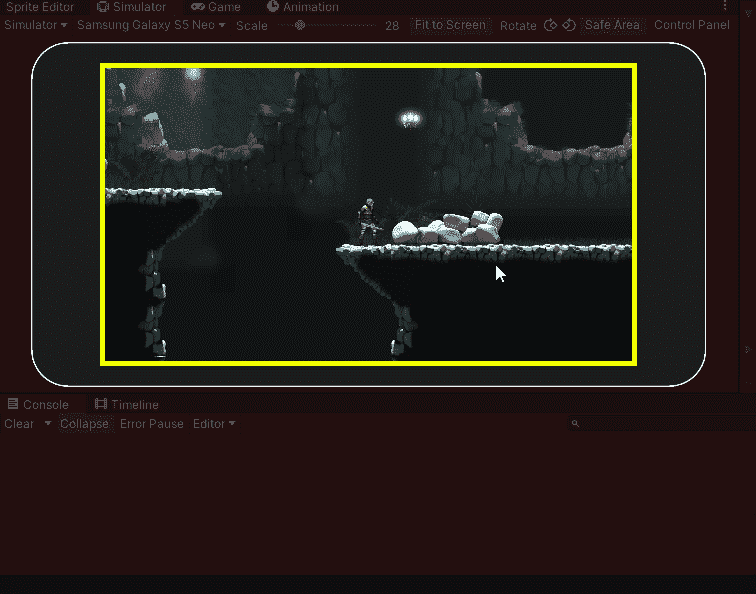 Sprite Editor Simulator Game Animation
Simulator Samsung Galaxy S5 Neo Scale 28 Fit to Screen Rotate Safe Area Control Panel
Console Timeline
Clear Collapse Error Pause Editor